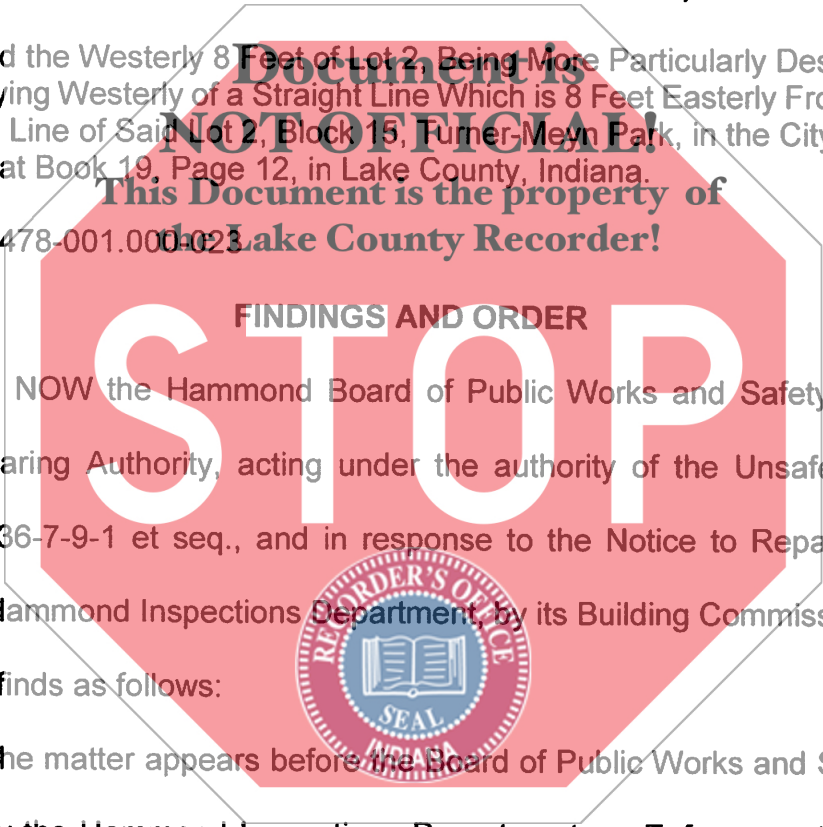 d the Westerly 8 Feet of Lot 2, Being More Particularly Des
Document is
ying Westerly of a Straight Line Which is 8 Feet Easterly Fro
Line of Said Lot 2, Block 15, Turner-Meyn Park, in the City
NOT OFFICIAL!
at Book 19, Page 12, in Lake County, Indiana.
This Document is the property of
478-001.000-023
the Lake County Recorder!
FINDINGS AND ORDER
NOW the Hammond Board of Public Works and Safety
STOP
aring Authority, acting under the authority of the Unsafe
36-7-9-1 et seq., and in response to the Notice to Repa
Hammond Inspections Department, by its Building Commiss
RECORDER'S OFFICE
finds as follows:
SEAL
INDIANA
he matter appears before the Board of Public Works and S